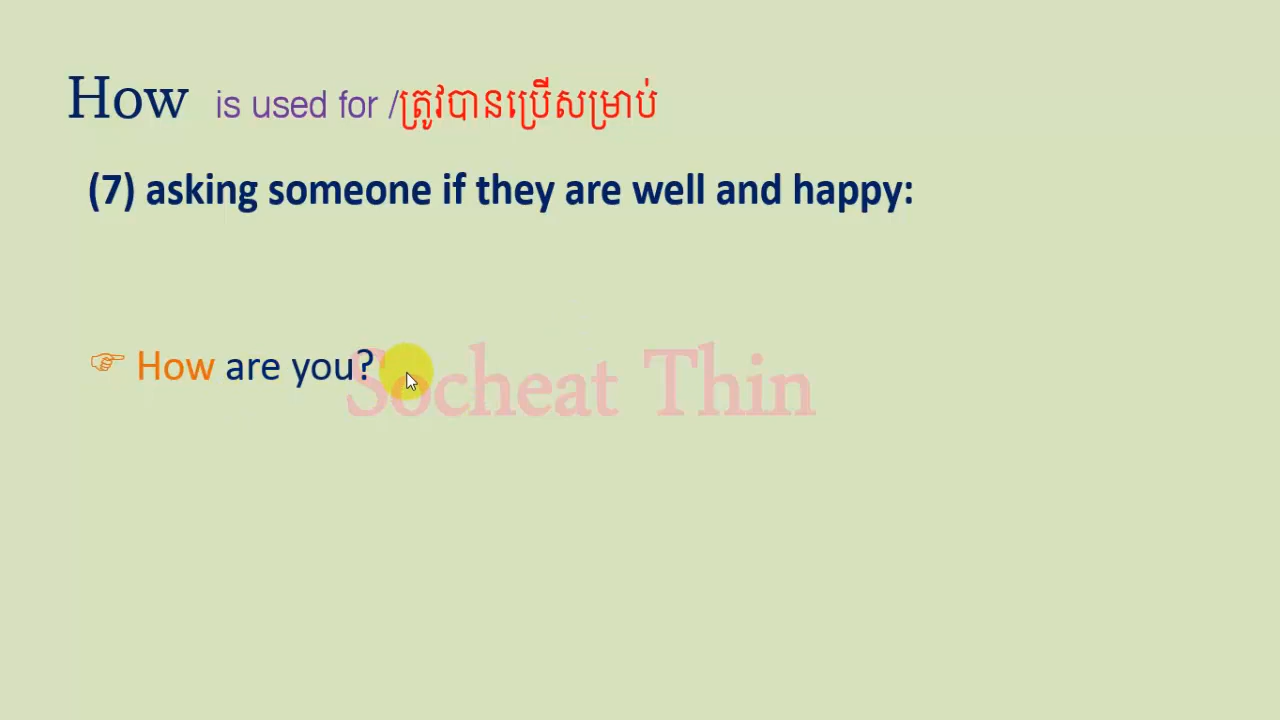 How is used for /ត្រូវបានប្រើសម្រាប់
(7) asking someone if they are well and happy:
☞ How are you?
Socheat Thin